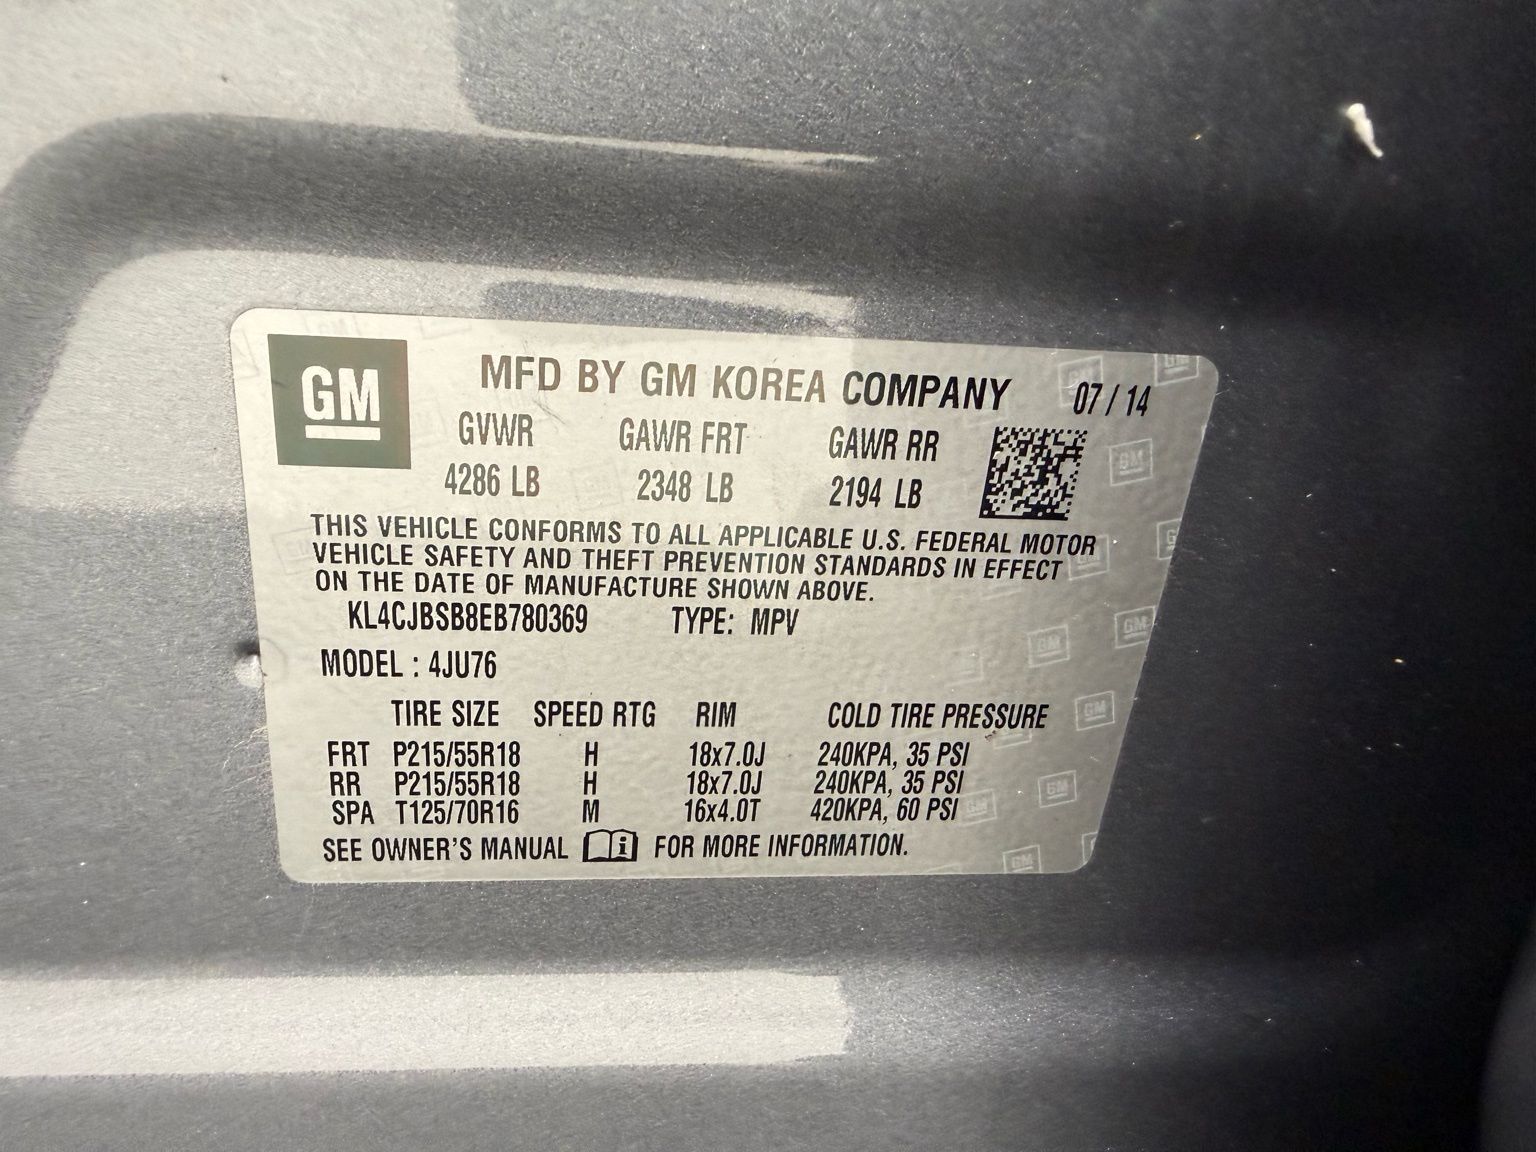 GM
MFD BY GM KOREA COMPANY 07 / 14
GVWR GAWR FRT GAWR RR
4286 LB 2348 LB 2194 LB
THIS VEHICLE CONFORMS TO ALL APPLICABLE U.S. FEDERAL MOTOR
VEHICLE SAFETY AND THEFT PREVENTION STANDARDS IN EFFECT
ON THE DATE OF MANUFACTURE SHOWN ABOVE.
KL4CJBSB8EB780369 TYPE: MPV
MODEL : 4JU76
TIRE SIZE SPEED RTG RIM COLD TIRE PRESSURE
FRT P215/55R18 H 18x7.0J 240KPA, 35 PSI
RR P215/55R18 H 18x7.0J 240KPA, 35 PSI
SPA T125/70R16 M 16x4.0T 420KPA, 60 PSI
SEE OWNER'S MANUAL i FOR MORE INFORMATION.